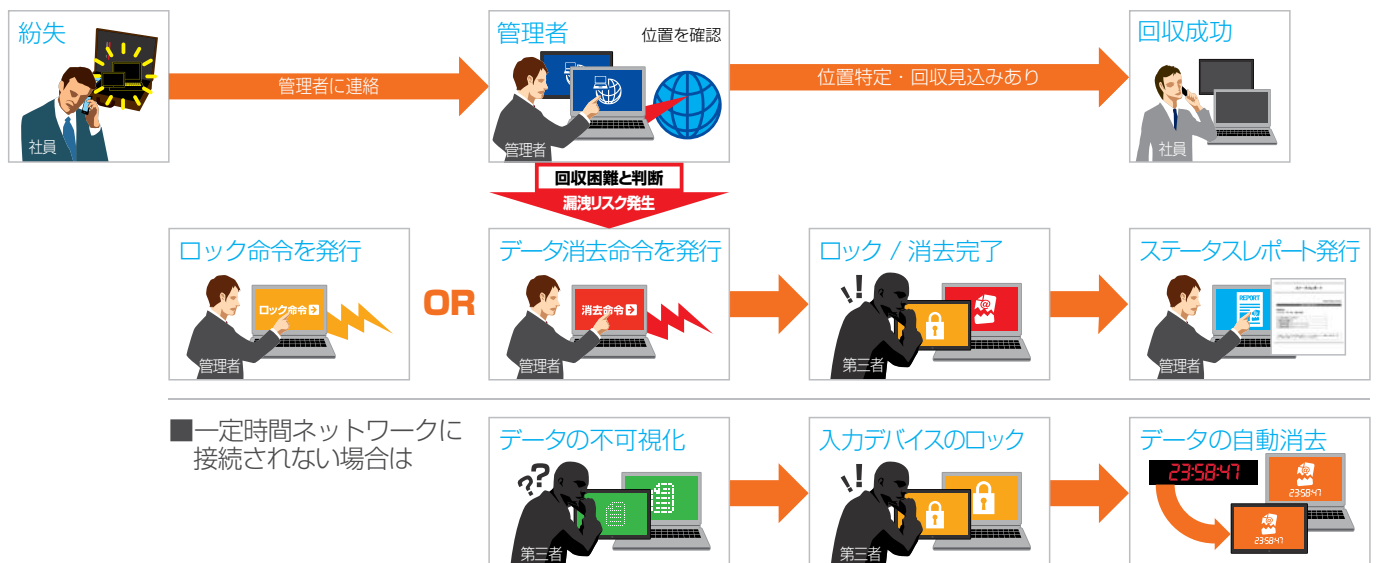 紛失
社員
管理者に連絡
管理者
位置を確認
管理者
位置特定・回収見込みあり
回収成功
社員
回収困難と判断
漏洩リスク発生
ロック命令を発行
ロック命令
管理者
OR
データ消去命令を発行
消去命令
管理者
ロック / 消去完了
!!
第三者
ステータスレポート発行
REPORT
管理者
■一定時間ネットワークに
接続されない場合は
データの不可視化
??
第三者
入力デバイスのロック
!!
第三者
データの自動消去
23:58:47
23:58:47
23:58:47